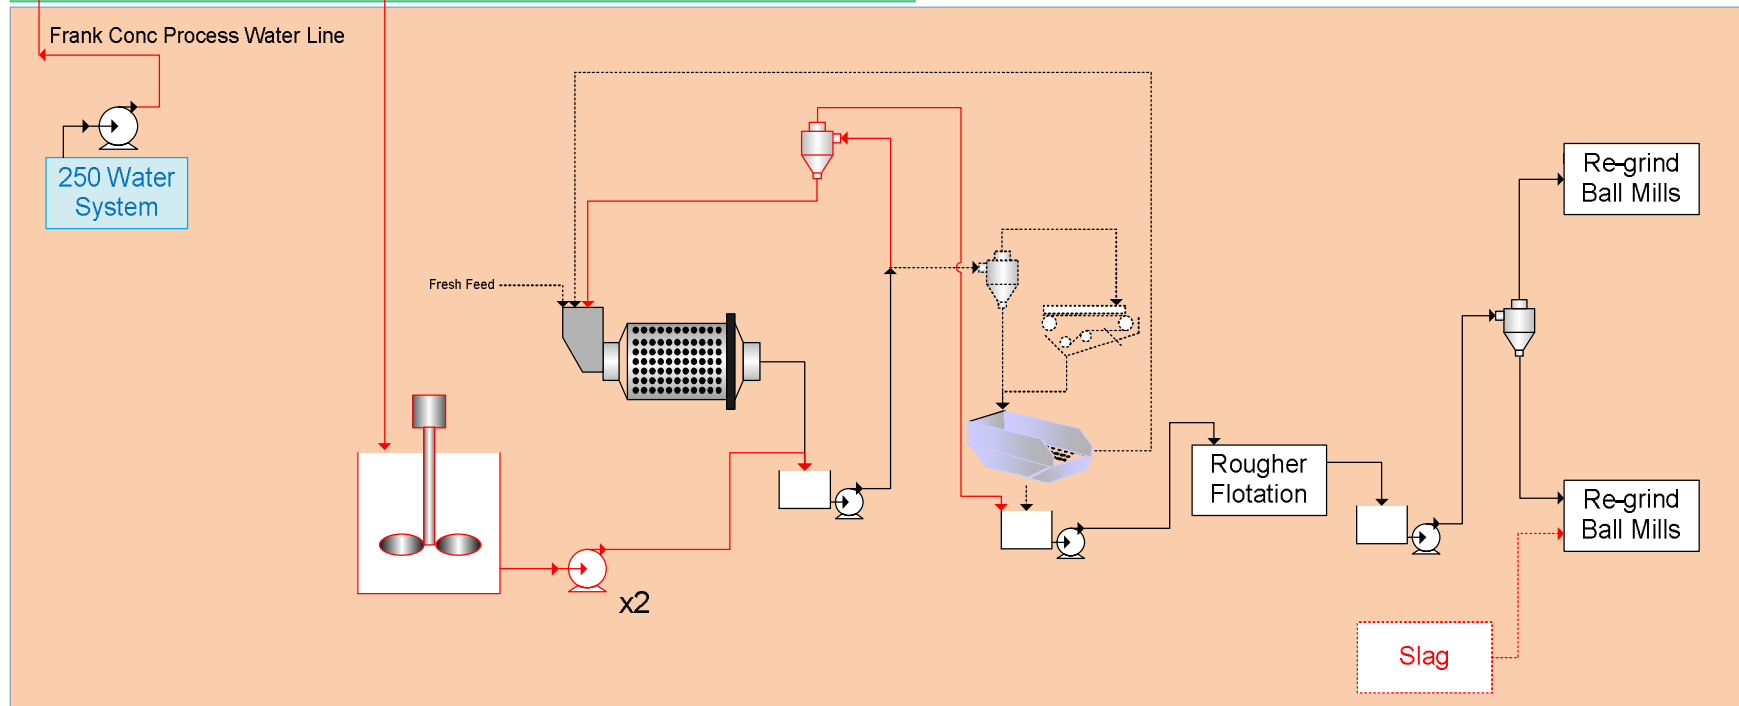 Frank Conc Process Water Line
250 Water
System
Fresh Feed
x2
Rougher
Flotation
Re-grind
Ball Mills
Re-grind
Ball Mills
Slag